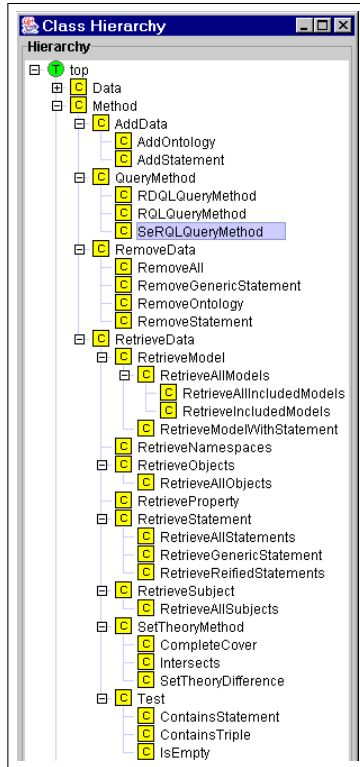 Class Hierarchy
Hierarchy
T top
C Data
C Method
C AddData
C AddOntology
C AddStatement
C QueryMethod
C RDQLQueryMethod
C RQLQueryMethod
C SeRQLQueryMethod
C RemoveData
C RemoveAll
C RemoveGenericStatement
C RemoveOntology
C RemoveStatement
C RetrieveData
C RetrieveModel
C RetrieveAllModels
C RetrieveAllIncludedModels
C RetrieveIncludedModels
C RetrieveModelWithStatement
C RetrieveNamespaces
C RetrieveObjects
C RetrieveAllObjects
C RetrieveProperty
C RetrieveStatement
C RetrieveAllStatements
C RetrieveGenericStatement
C RetrieveReifiedStatements
C RetrieveSubject
C RetrieveAllSubjects
C SetTheoryMethod
C CompleteCover
C Intersects
C SetTheoryDifference
C Test
C ContainsStatement
C ContainsTriple
C IsEmpty